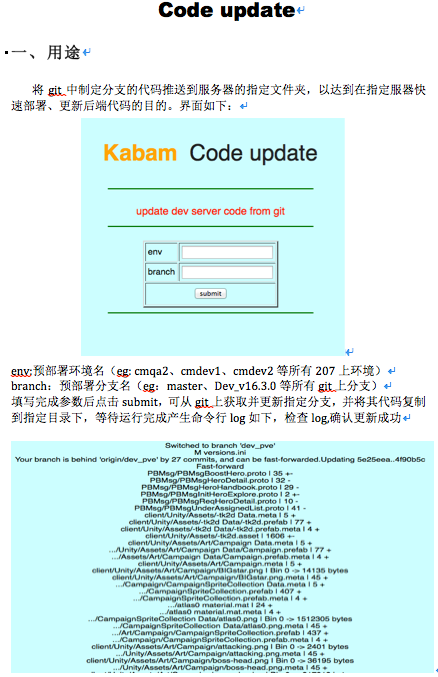 Code update
一、用途
将 git 中制定分支的代码推送到服务器的指定文件夹，以达到在指定服器快
速部署、更新后端代码的目的。界面如下：
Kabam Code update
update dev server code from git
env
branch
submit
env;预部署环境名（eg: cmqa2、cmdev1、cmdev2 等所有 207 上环境）
branch：预部署分支名（eg：master、Dev_v16.3.0 等所有 git 上分支）
填写完成参数后点击 submit，可从 git 上获取并更新指定分支，并将其代码复制
到指定目录下，等待运行完成产生命令行 log 如下，检查 log,确认更新成功
Switched to branch 'dev_pve'
M versions.ini
Your branch is behind 'origin/dev_pve' by 27 commits, and can be fast-forwarded.Updating 5e25eea..4f90b5c
Fast-forward
PBMsg/PBMsgBoostHero.proto | 35 +-
PBMsg/PBMsgHeroDetail.proto | 32 -
PBMsg/PBMsgHeroHandbook.proto | 29 -
PBMsg/PBMsgInitHeroExplore.proto | 2 +-
PBMsg/PBMsgReqHeroDetail.proto | 10 -
PBMsg/PBMsgUnderAssignedList.proto | 41 -
client/Unity/Assets/-tk2d Data.meta | 5 +
client/Unity/Assets/-tk2d Data/-tk2d.prefab | 77 +
client/Unity/Assets/-tk2d Data/-tk2d.prefab.meta | 4 +
client/Unity/Assets/-tk2d.asset | 1606 +-
client/Unity/Assets/Art/Campaign Data.meta | 5 +
.../Unity/Assets/Art/Campaign Data/Campaign.prefab | 77 +
.../Assets/Art/Campaign Data/Campaign.prefab.meta | 4 +
client/Unity/Assets/Art/Campaign/BIGstar.png | Bin 0 -> 14135 bytes
client/Unity/Assets/Art/Campaign/BIGstar.png.meta | 45 +
.../Campaign/CampaignSpriteCollection Data.meta | 5 +
.../CampaignSpriteCollection.prefab | 407 +
.../CampaignSpriteCollection.prefab.meta | 4 +
.../atlas0 material.mat | 24 +
.../atlas0 material.mat.meta | 4 +
.../CampaignSpriteCollection Data/atlas0.png | Bin 0 -> 1512305 bytes
.../CampaignSpriteCollection Data/atlas0.png.meta | 45 +
.../Art/Campaign/CampaignSpriteCollection.prefab | 437 +
.../Campaign/CampaignSpriteCollection.prefab.meta | 4 +
client/Unity/Assets/Art/Campaign/attacking.png | Bin 0 -> 2401 bytes
.../Unity/Assets/Art/Campaign/attacking.png.meta | 45 +
client/Unity/Assets/Art/Campaign/boss-head.png | Bin 0 -> 36195 bytes
.../Unity/Assets/Art/Campaign/boss-head.png.meta | 45 +